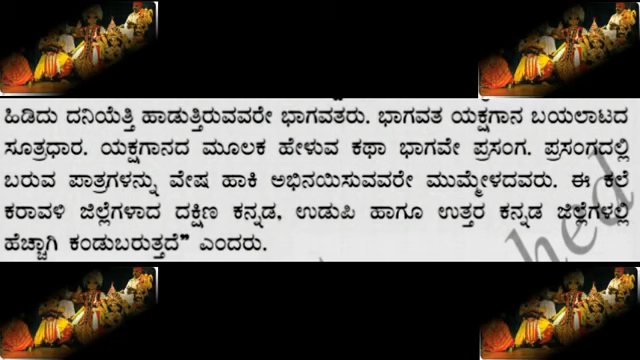 ಹಿಡಿದು ದನಿಯೆತ್ತಿ ಹಾಡುತ್ತಿರುವವರೇ ಭಾಗವತರು. ಭಾಗವತ ಯಕ್ಷಗಾನ ಬಯಲಾಟದ
ಸೂತ್ರಧಾರ. ಯಕ್ಷಗಾನದ ಮೂಲಕ ಹೇಳುವ ಕಥಾ ಭಾಗವೇ ಪ್ರಸಂಗ. ಪ್ರಸಂಗದಲ್ಲಿ
ಬರುವ ಪಾತ್ರಗಳನ್ನು ವೇಷ ಹಾಕಿ ಅಭಿನಯಿಸುವವರೇ ಮುಮ್ಮೇಳದವರು. ಈ ಕಲೆ
ಕರಾವಳಿ ಜಿಲ್ಲೆಗಳಾದ ದಕ್ಷಿಣ ಕನ್ನಡ, ಉಡುಪಿ ಹಾಗೂ ಉತ್ತರ ಕನ್ನಡ ಜಿಲ್ಲೆಗಳಲ್ಲಿ
ಹೆಚ್ಚಾಗಿ ಕಂಡುಬರುತ್ತದೆ" ಎಂದರು.
hed